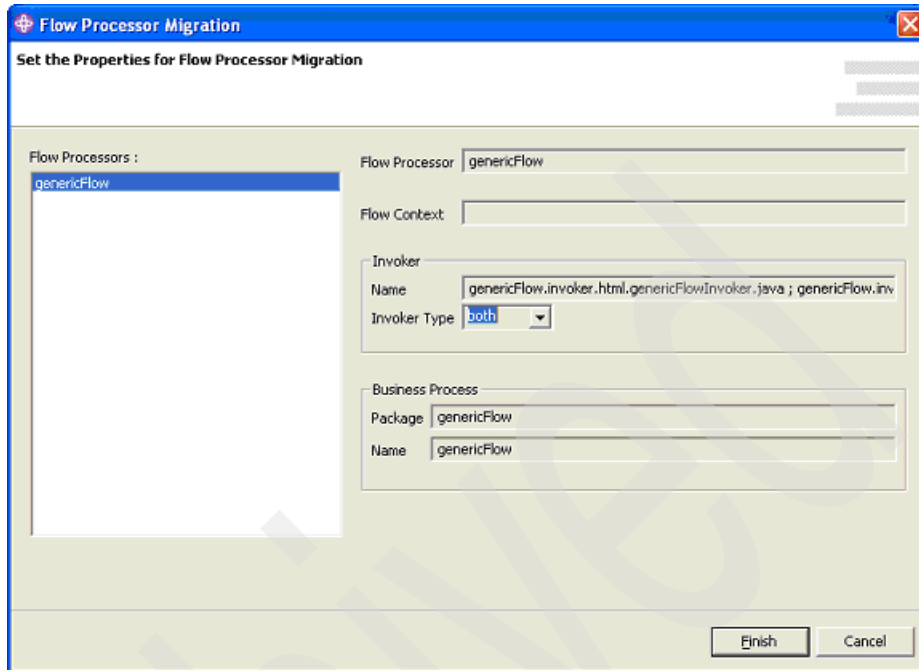 Flow Processor Migration
Set the Properties for Flow Processor Migration
Flow Processors :
genericFlow
Flow Processor genericFlow
Flow Context
Invoker
Name genericFlow.invoker.html.genericFlowInvoker.java ; genericFlow.inv
Invoker Type both
Business Process
Package genericFlow
Name genericFlow
Finish Cancel